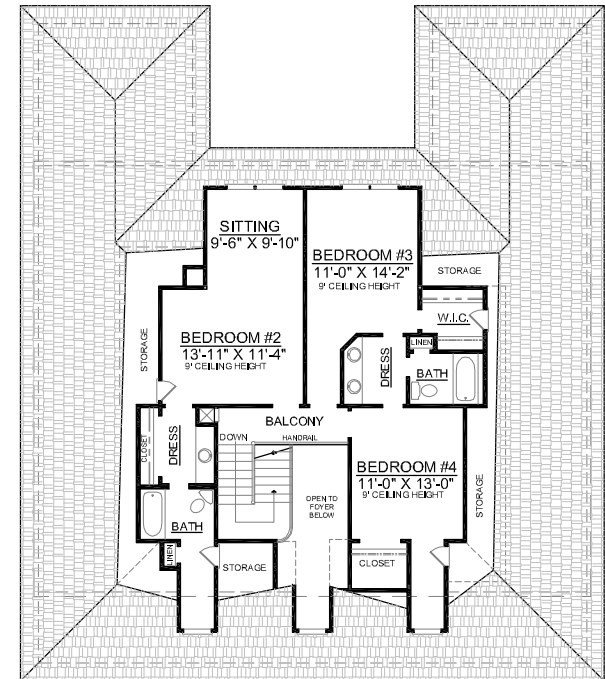 SITTING
9'-6" X 9'-10"
BEDROOM #3
11'-0" X 14'-2"
9' CEILING HEIGHT
STORAGE
W.I.C.
LINEN
STORAGE
BEDROOM #2
13'-11" X 11'-4"
9' CEILING HEIGHT
DRESS
BATH
BALCONY
HANDRAIL
DOWN
CLOSET
DRESS
BEDROOM #4
11'-0" X 13'-0"
9' CEILING HEIGHT
STORAGE
OPEN TO
FOYER
BELOW
BATH
LINEN
STORAGE
CLOSET